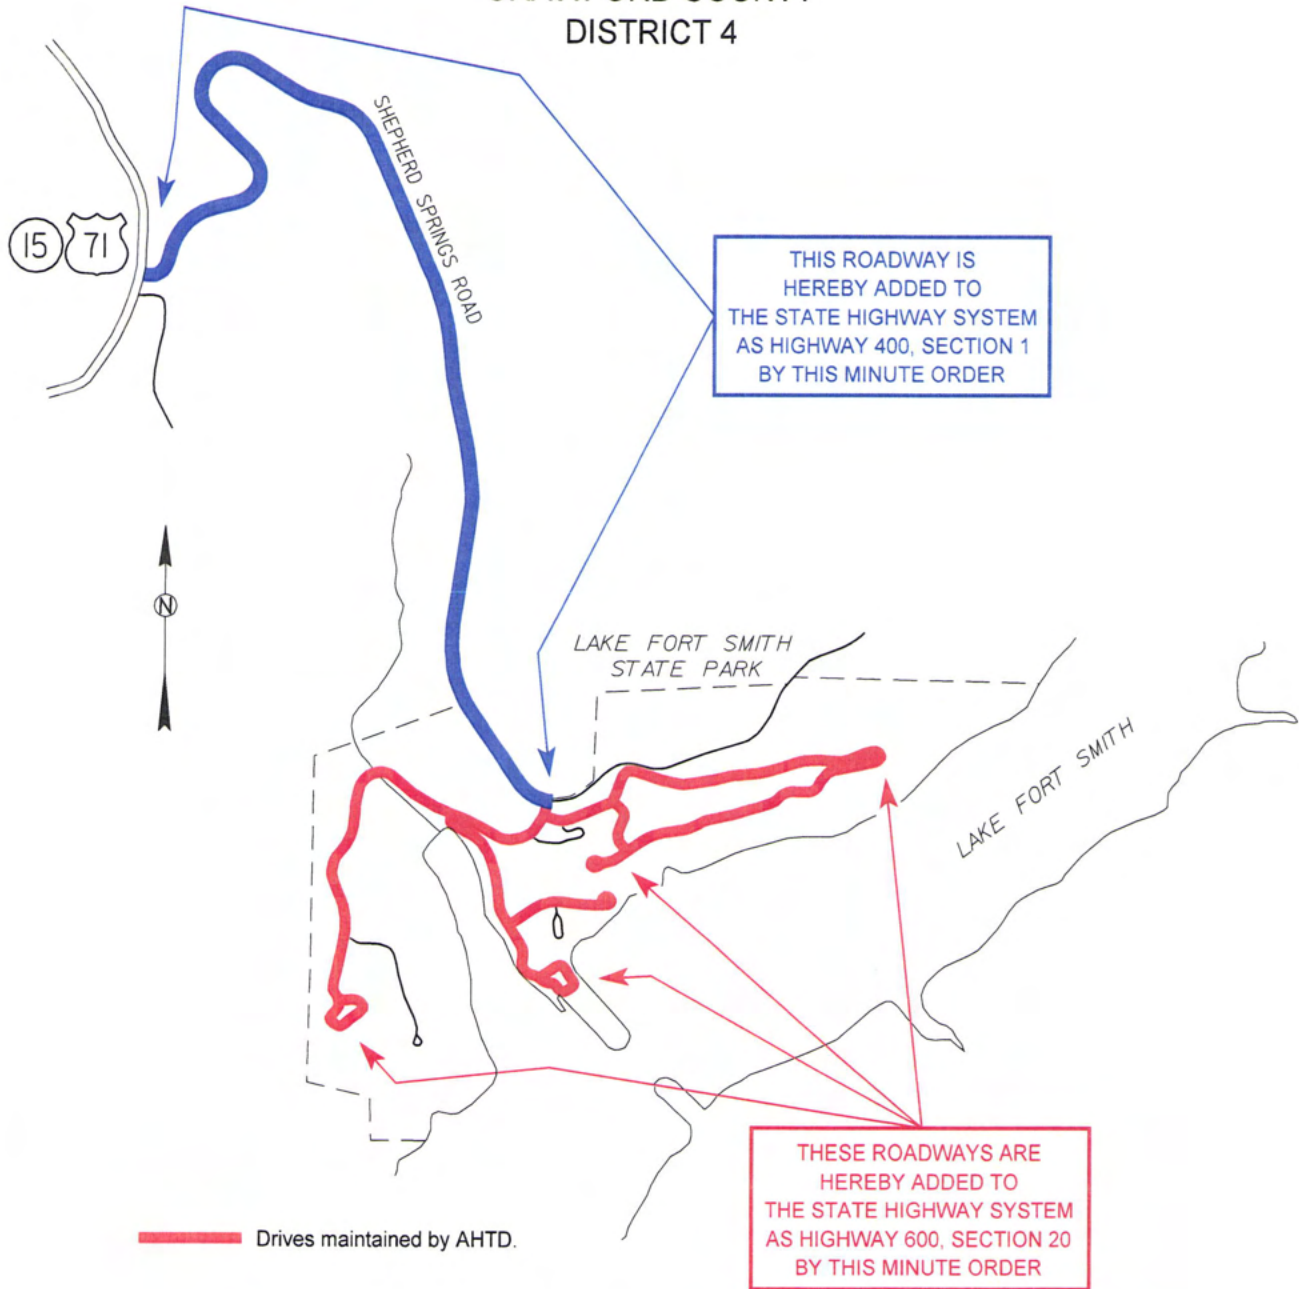 DISTRICT 4
SHEPHERD SPRINGS ROAD
15
71
THIS ROADWAY IS
HEREBY ADDED TO
THE STATE HIGHWAY SYSTEM
AS HIGHWAY 400, SECTION 1
BY THIS MINUTE ORDER
N
LAKE FORT SMITH
STATE PARK
LAKE FORT SMITH
THESE ROADWAYS ARE
HEREBY ADDED TO
THE STATE HIGHWAY SYSTEM
AS HIGHWAY 600, SECTION 20
BY THIS MINUTE ORDER
Drives maintained by AHTD.